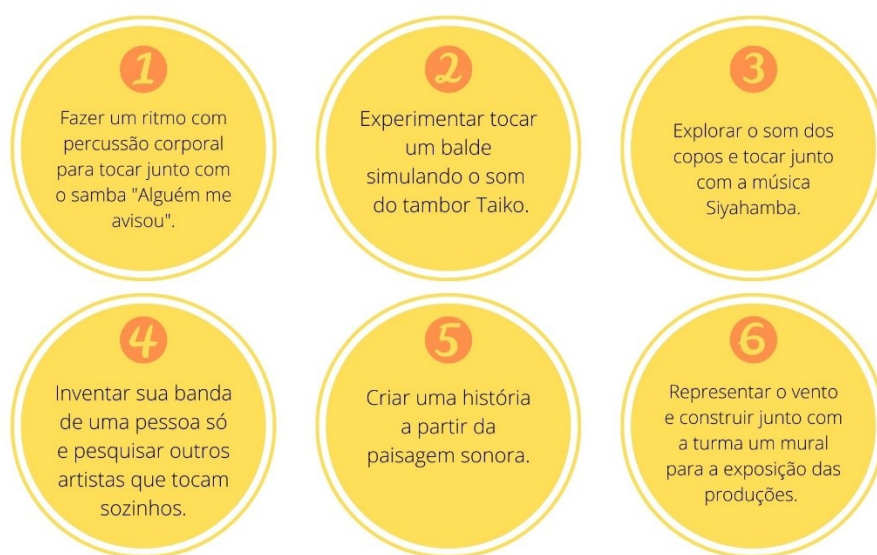 1
Fazer um ritmo com
percussão corporal
para tocar junto com
o samba "Alguém me
avisou".
2
Experimentar tocar
um balde
simulando o som
do tambor Taiko.
3
Explorar o som dos
copos e tocar junto
com a música
Siyahamba.
4
Inventar sua banda
de uma pessoa só
e pesquisar outros
artistas que tocam
sozinhos.
5
Criar uma história
a partir da
paisagem sonora.
6
Representar o vento
e construir junto com
a turma um mural
para a exposição das
produções.